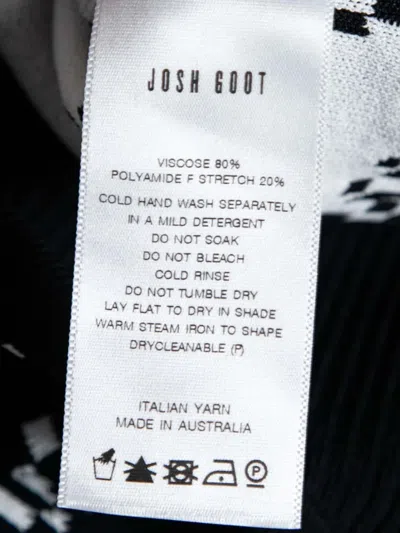 JOSH GOOT
VISCOSE 80%
POLYAMIDE F STRETCH 20%
COLD HAND WASH SEPARATELY
IN A MILD DETERGENT
DO NOT SOAK
DO NOT BLEACH
COLD RINSE
DO NOT TUMBLE DRY
LAY FLAT TO DRY IN SHADE
WARM STEAM IRON TO SHAPE
DRYCLEANABLE (P)
ITALIAN YARN
MADE IN AUSTRALIA
P